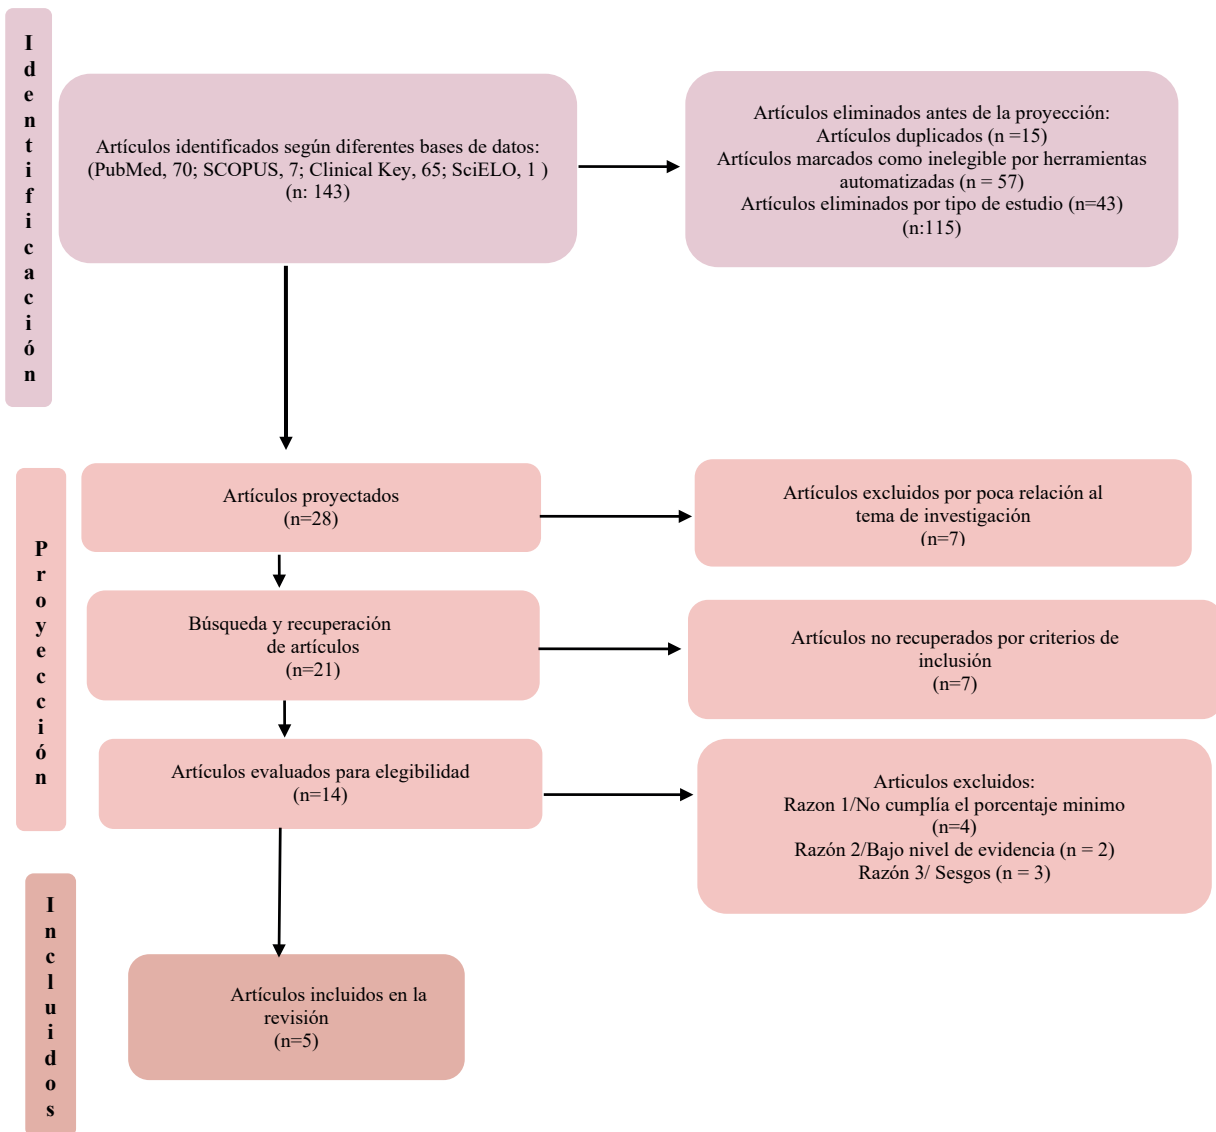 Identificación
Artículos identificados según diferentes bases de datos:
(PubMed, 70; SCOPUS, 7; Clinical Key, 65; SciELO, 1 )
(n: 143)
Artículos eliminados antes de la proyección:
Artículos duplicados (n =15)
Artículos marcados como inelegible por herramientas
automatizadas (n = 57)
Artículos eliminados por tipo de estudio (n=43)
(n:115)
Proyección
Artículos proyectados
(n=28)
Artículos excluidos por poca relación al
tema de investigación
(n=7)
Búsqueda y recuperación
de artículos
(n=21)
Artículos no recuperados por criterios de
inclusión
(n=7)
Artículos evaluados para elegibilidad
(n=14)
Articulos excluidos:
Razon 1/No cumplía el porcentaje minimo
(n=4)
Razón 2/Bajo nivel de evidencia (n = 2)
Razón 3/ Sesgos (n = 3)
Incluidos
Artículos incluidos en la
revisión
(n=5)